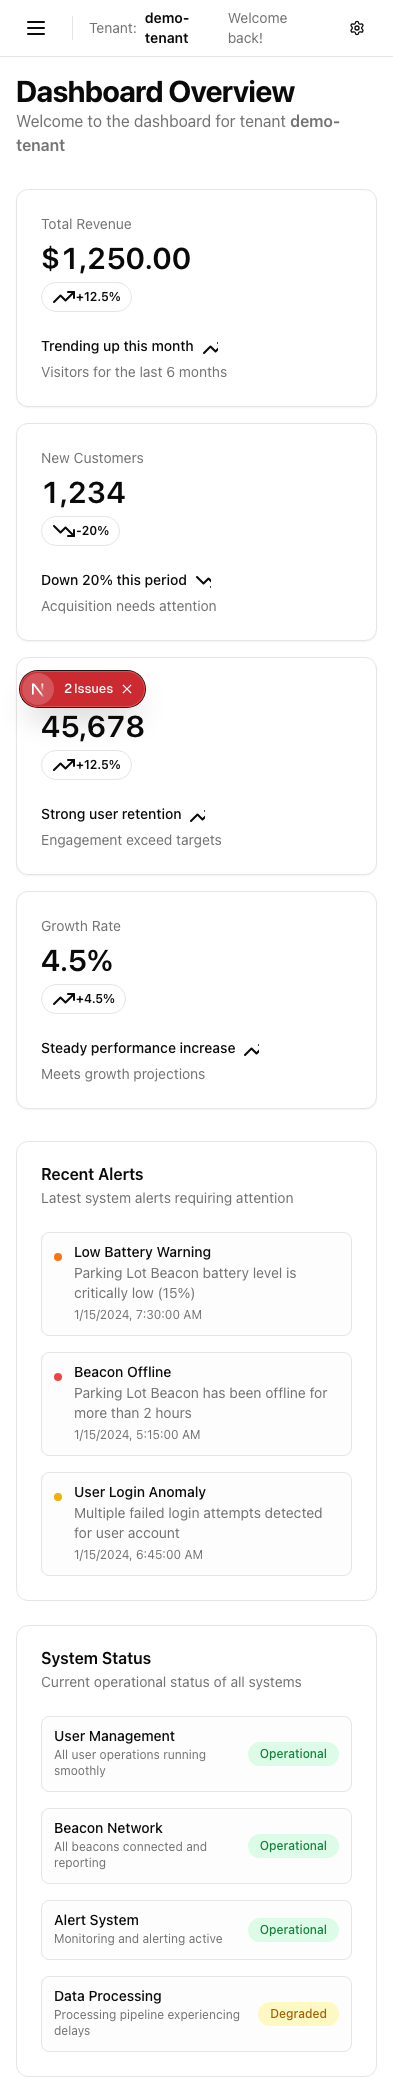 Tenant: demo-tenant Welcome back!
Dashboard Overview
Welcome to the dashboard for tenant demo-
tenant
Total Revenue
$1,250.00
+12.5%
Trending up this month
Visitors for the last 6 months
New Customers
1,234
-20%
Down 20% this period
Acquisition needs attention
N 2 Issues
45,678
+12.5%
Strong user retention
Engagement exceed targets
Growth Rate
4.5%
+4.5%
Steady performance increase
Meets growth projections
Recent Alerts
Latest system alerts requiring attention
Low Battery Warning
Parking Lot Beacon battery level is
critically low (15%)
1/15/2024, 7:30:00 AM
Beacon Offline
Parking Lot Beacon has been offline for
more than 2 hours
1/15/2024, 5:15:00 AM
User Login Anomaly
Multiple failed login attempts detected
for user account
1/15/2024, 6:45:00 AM
System Status
Current operational status of all systems
User Management
All user operations running
smoothly
Operational
Beacon Network
All beacons connected and
reporting
Operational
Alert System
Monitoring and alerting active
Operational
Data Processing
Processing pipeline experiencing
delays
Degraded